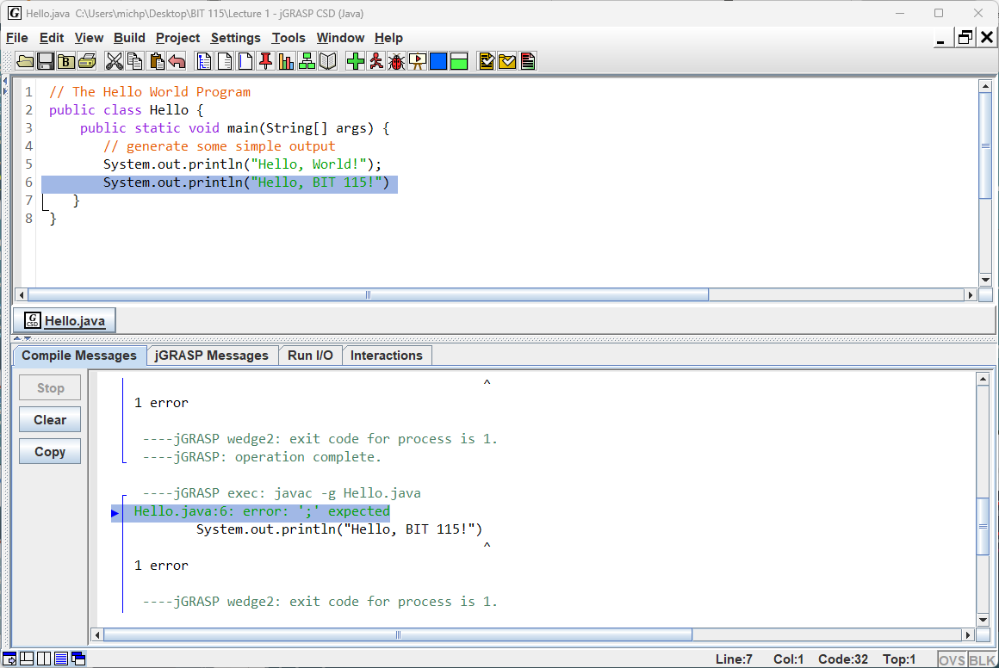 Hello.java  C:\Users\michp\Desktop\BIT 115\Lecture 1 - jGRASP CSD (Java)
File Edit View Build Project Settings Tools Window Help
1 // The Hello World Program
2 public class Hello {
3     public static void main(String[] args) {
4        // generate some simple output
5        System.out.println("Hello, World!");
6        System.out.println("Hello, BIT 115!")
7    }
8 }
Hello.java
Compile Messages jGRASP Messages Run I/O Interactions
Stop
Clear
Copy
^
1 error
----jGRASP wedge2: exit code for process is 1.
----jGRASP: operation complete.
----jGRASP exec: javac -g Hello.java
Hello.java:6: error: ';' expected
        System.out.println("Hello, BIT 115!")
^
1 error
----jGRASP wedge2: exit code for process is 1.
Line:7 Col:1 Code:32 Top:1 OVS BLK